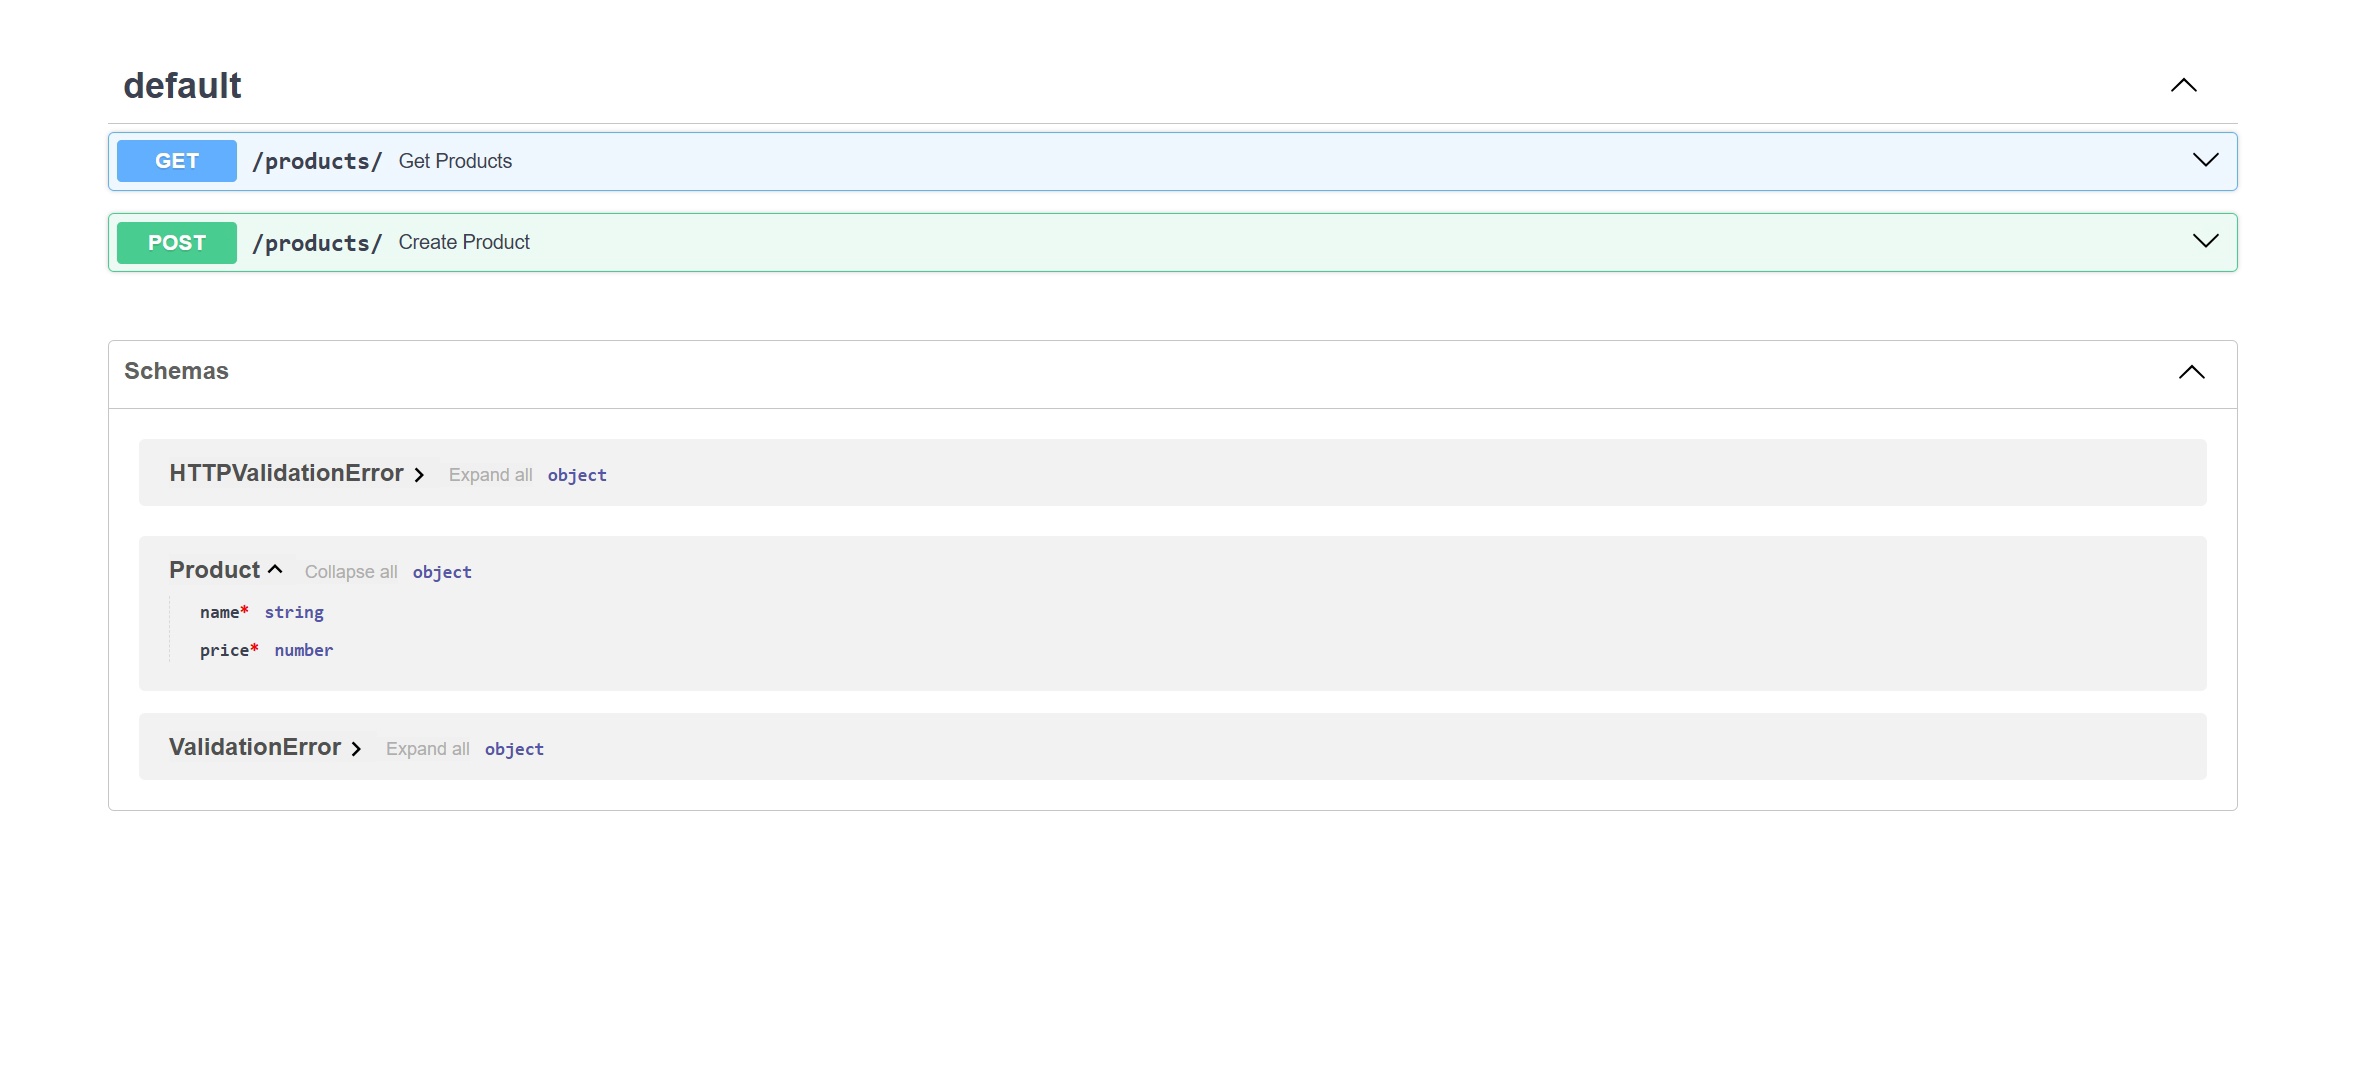 default
GET /products/ Get Products
POST /products/ Create Product
Schemas
HTTPValidationError Expand all object
Product Collapse all object
name* string
price* number
ValidationError Expand all object